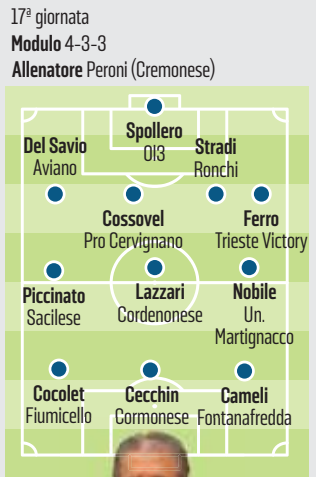 17ª giornata
Modulo 4-3-3
Allenatore Peroni (Cremonese)
Spollero
OI3
Del Savio
Aviano
Stradi
Ronchi
Cossovel
Pro Cervignano
Ferro
Trieste Victory
Piccinato
Sacilese
Lazzari
Cordenonese
Nobile
Un.
Martignacco
Cocolet
Fiumicello
Cecchin
Cormonese
Cameli
Fontanafredda